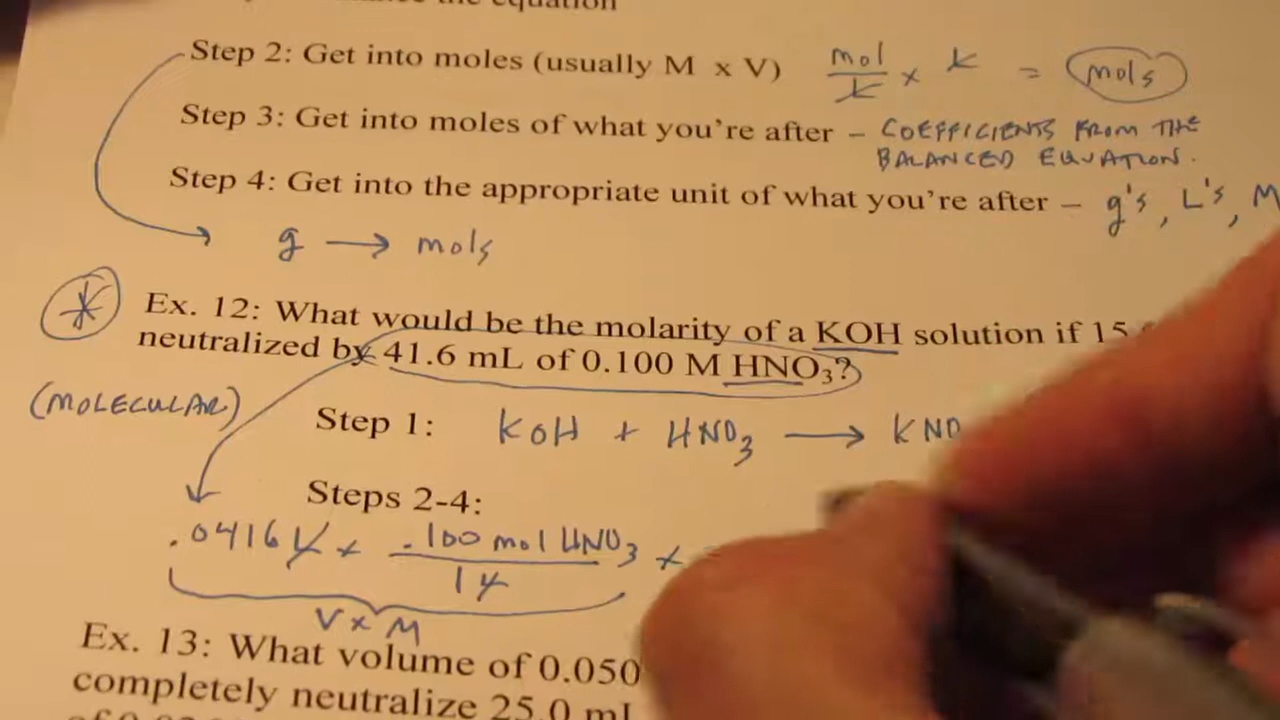 the equation
Step 2: Get into moles (usually M x V) mol/L x L = mols
Step 3: Get into moles of what you're after – COEFFICIENTS FROM THE
BALANCED EQUATION.
Step 4: Get into the appropriate unit of what you're after – g's, L's, M
g → mols
* Ex. 12: What would be the molarity of a KOH solution if 15
neutralized by 41.6 mL of 0.100 M HNO₃?
(MOLECULAR)
Step 1: KOH + HNO₃ → KNO
Steps 2-4:
.0416 L x .100 mol HNO₃ x
1 L
V x M
Ex. 13: What volume of 0.050
completely neutralize 25.0 mL